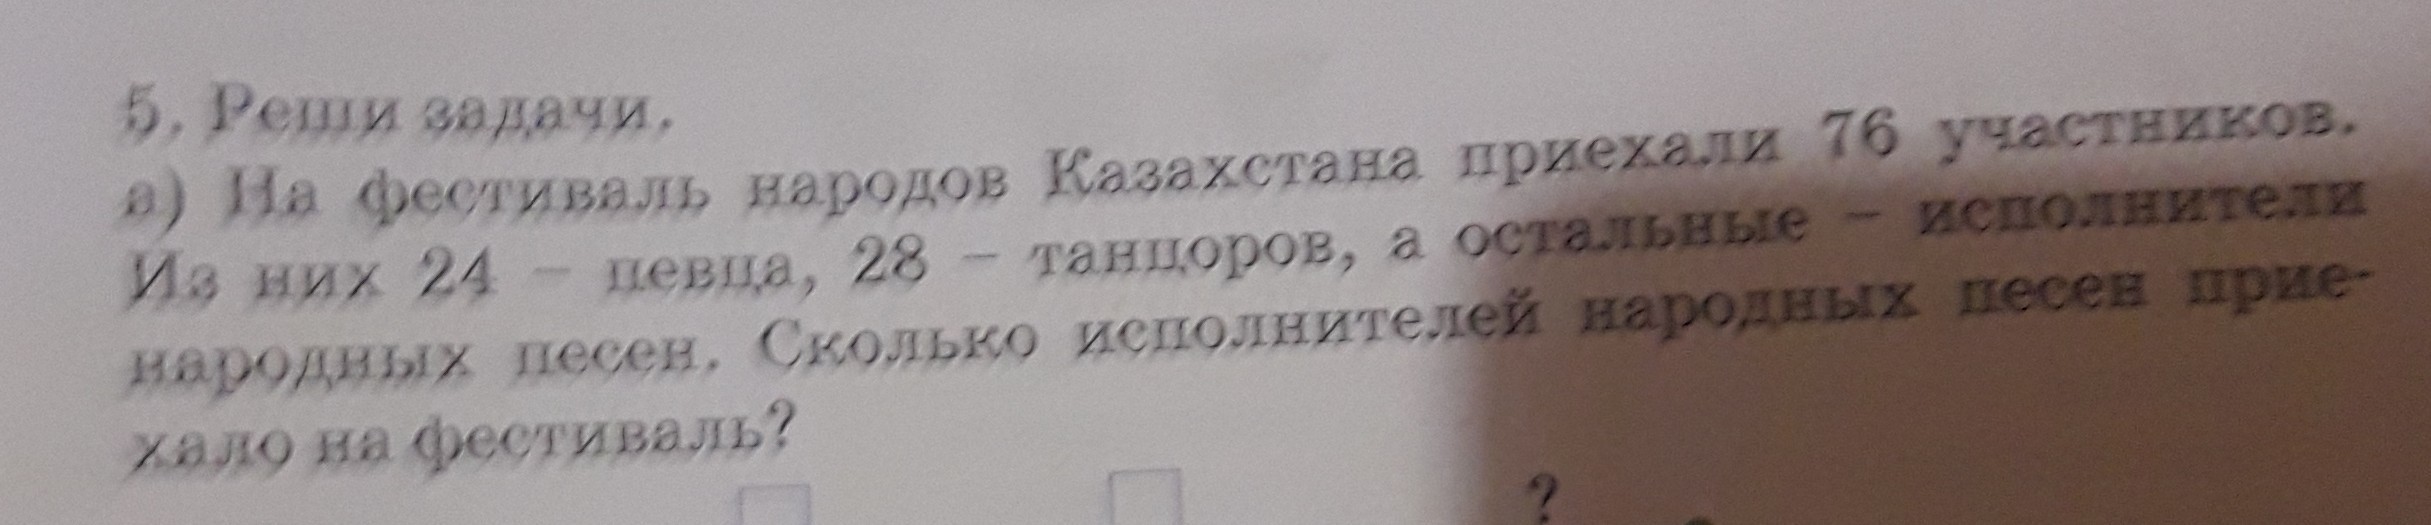 5. Реши задачи.
а) На фестиваль народов Казахстана приехали 76 участников.
Из них 24 – певца, 28 – танцоров, а остальные – исполнители
народных песен. Сколько исполнителей народных песен прие-
хало на фестиваль?
?